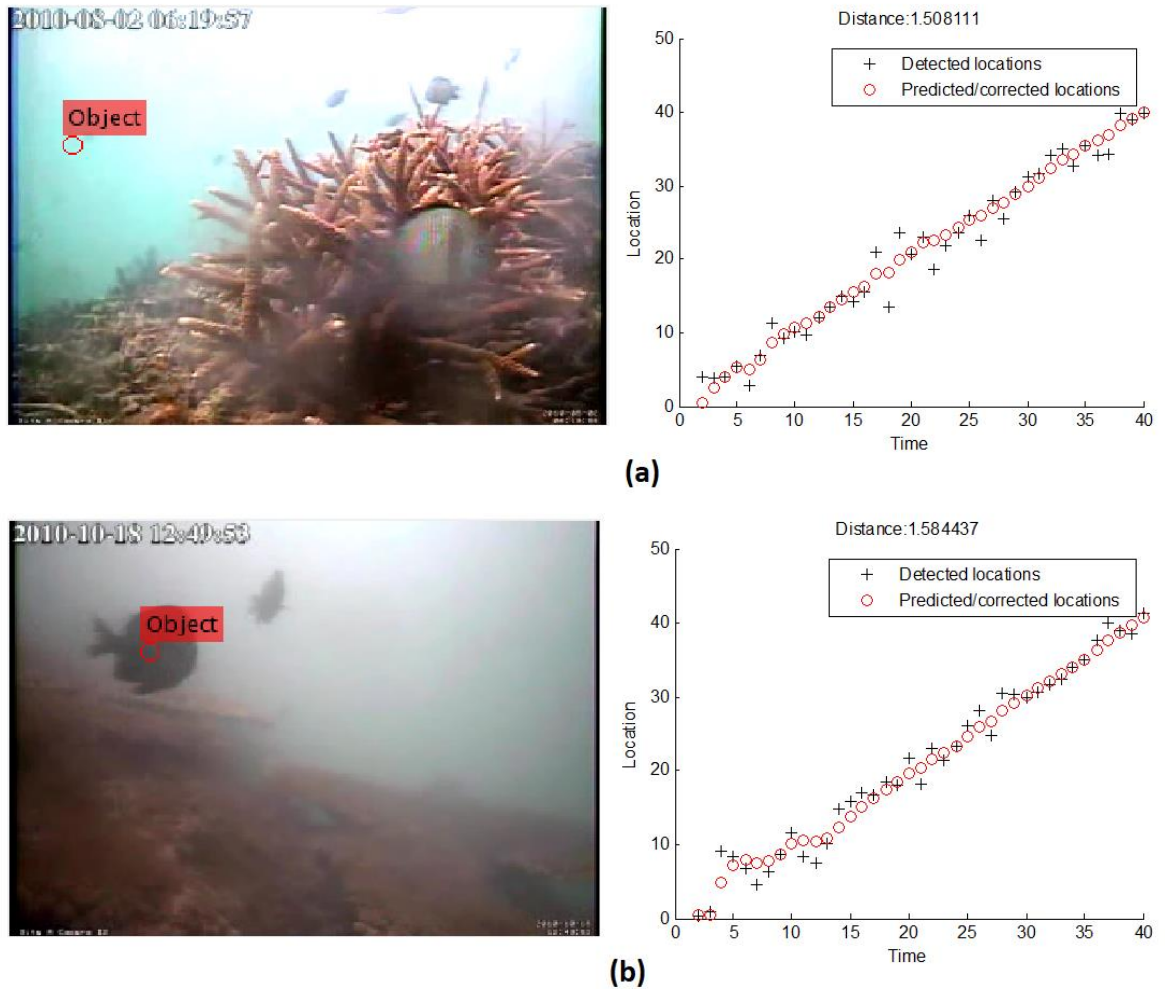 2010-08-02 06:19:57
Object
Distance:1.508111
50
40
30
20
10
0
Location
Detected locations
Predicted/corrected locations
0 5 10 15 20 25 30 35 40
Time
(a)
2010-10-18 12:49:53
Object
Distance:1.584437
50
40
30
20
10
0
Location
Detected locations
Predicted/corrected locations
0 5 10 15 20 25 30 35 40
Time
(b)